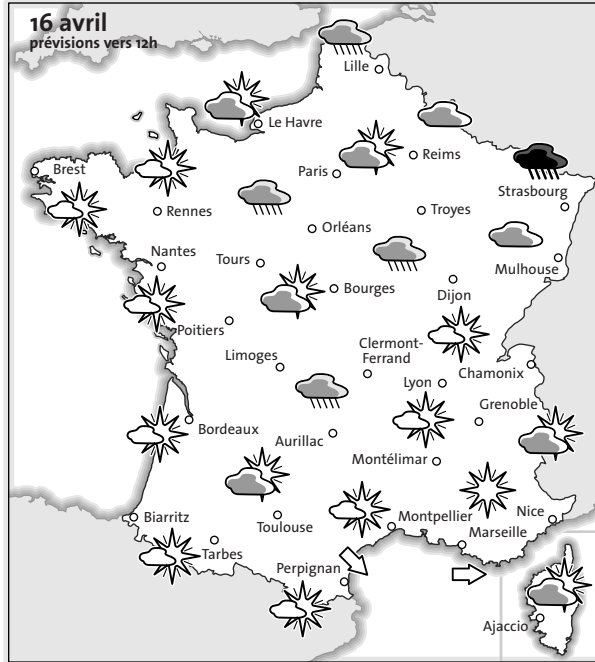 16 avril
prévisions vers 12h
Lille
Le Havre
Reims
Paris
Brest
Strasbourg
Rennes
Troyes
Orléans
Nantes
Tours
Mulhouse
Bourges
Dijon
Poitiers
Clermont-
Ferrand
Limoges
Chamonix
Lyon
Grenoble
Bordeaux
Aurillac
Montélimar
Biarritz
Toulouse
Montpellier
Nice
Marseille
Tarbes
Perpignan
Ajaccio